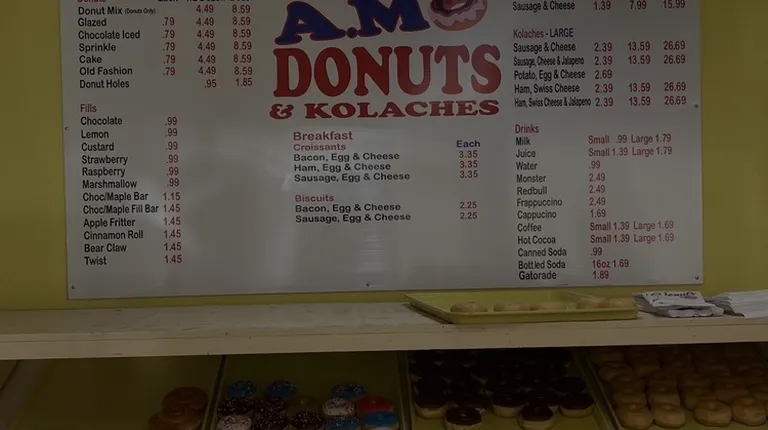 Donut Mix (Donuts Only) 4.49 8.59
Glazed .79 4.49 8.59
Chocolate Iced .79 4.49 8.59
Sprinkle .79 4.49 8.59
Cake .79 4.49 8.59
Old Fashion .79 4.49 8.59
Donut Holes .95 1.85
Fills
Chocolate .99
Lemon .99
Custard .99
Strawberry .99
Raspberry .99
Marshmallow .99
Choc/Maple Bar 1.15
Choc/Maple Fill Bar 1.45
Apple Fritter 1.45
Cinnamon Roll 1.45
Bear Claw 1.45
Twist 1.45
A.M
DONUTS
& KOLACHES
Breakfast
Croissants Each
Bacon, Egg & Cheese 3.35
Ham, Egg & Cheese 3.35
Sausage, Egg & Cheese 3.35
Biscuits
Bacon, Egg & Cheese 2.25
Sausage, Egg & Cheese 2.25
Sausage & Cheese 1.39 7.99 15.99
Kolaches - LARGE
Sausage & Cheese 2.39 13.59 26.69
Sausage, Cheese & Jalapeno 2.39 13.59 26.69
Potato, Egg & Cheese 2.69
Ham, Swiss Cheese 2.39 13.59 26.69
Ham, Swiss Cheese & Jalapeno 2.39 13.59 26.69
Drinks
Milk Small .99 Large 1.79
Juice Small 1.39 Large 1.79
Water .99
Monster 2.49
Redbull 2.49
Frappuccino 2.49
Cappucino 1.69
Coffee Small 1.39 Large 1.69
Hot Cocoa Small 1.39 Large 1.69
Canned Soda .99
Bottled Soda 16oz 1.69
Gatorade 1.89